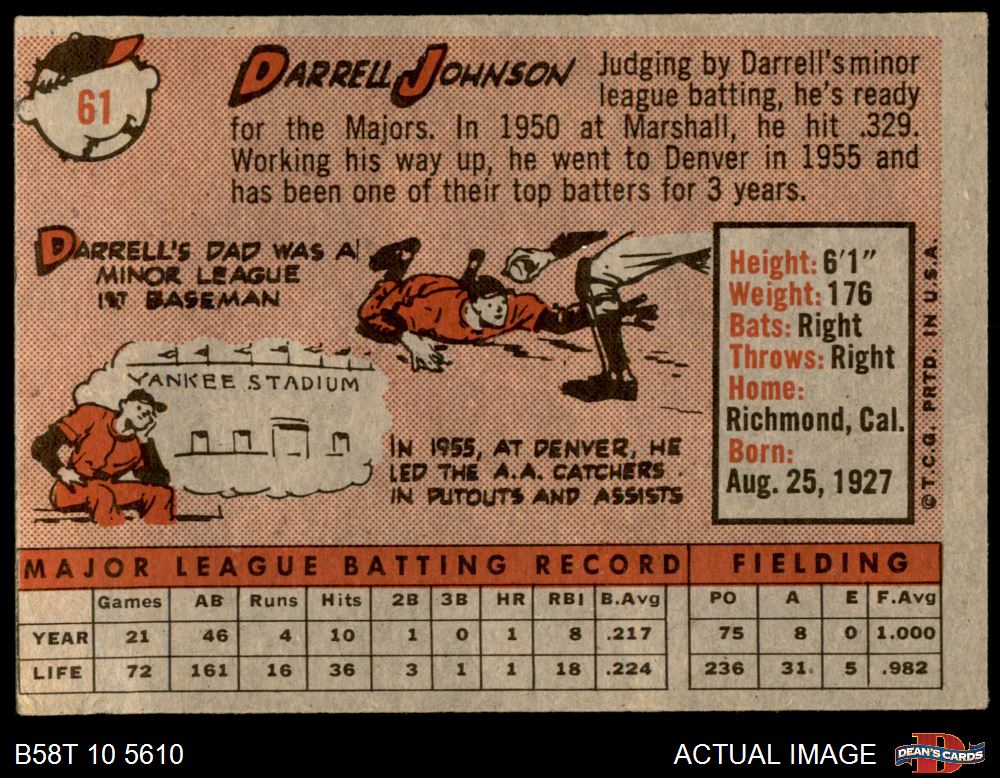 61
DARRELL JOHNSON
Judging by Darrell's minor
league batting, he's ready
for the Majors. In 1950 at Marshall, he hit .329.
Working his way up, he went to Denver in 1955 and
has been one of their top batters for 3 years.
DARRELL'S DAD WAS A
MINOR LEAGUE
1ST BASEMAN
YANKEE STADIUM
IN 1955, AT DENVER, HE
LED THE A.A. CATCHERS
IN PUTOUTS AND ASSISTS
Height: 6'1"
Weight: 176
Bats: Right
Throws: Right
Home:
Richmond, Cal.
Born:
Aug. 25, 1927
©T.C.G. PRTD. IN U.S.A.
MAJOR LEAGUE BATTING RECORD FIELDING
Games AB Runs Hits 2B 3B HR RBI B.Avg PO A E F.Avg
YEAR 21 46 4 10 1 0 1 8 .217 75 8 0 1.000
LIFE 72 161 16 36 3 1 1 18 .224 236 31 5 .982
B58T 10 5610
ACTUAL IMAGE
DEAN'S CARDS